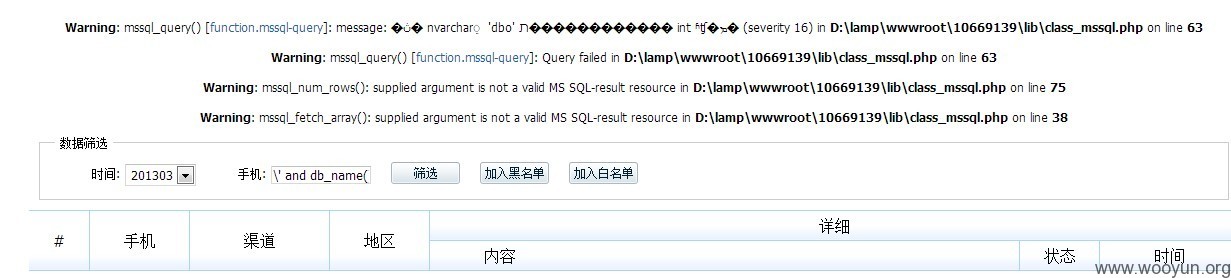 Warning: mssql_query() [function.mssql-query]: message: nvarchar 'dbo' int (severity 16) in D:\lamp\wwwroot\10669139\lib\class_mssql.php on line 63
Warning: mssql_query() [function.mssql-query]: Query failed in D:\lamp\wwwroot\10669139\lib\class_mssql.php on line 63
Warning: mssql_num_rows(): supplied argument is not a valid MS SQL-result resource in D:\lamp\wwwroot\10669139\lib\class_mssql.php on line 75
Warning: mssql_fetch_array(): supplied argument is not a valid MS SQL-result resource in D:\lamp\wwwroot\10669139\lib\class_mssql.php on line 38
数据筛选
时间: 201303 手机: \' and db_name( 筛选 加入黑名单 加入白名单
# 手机 渠道 地区 详细
内容 状态 时间
www.wooyun.org